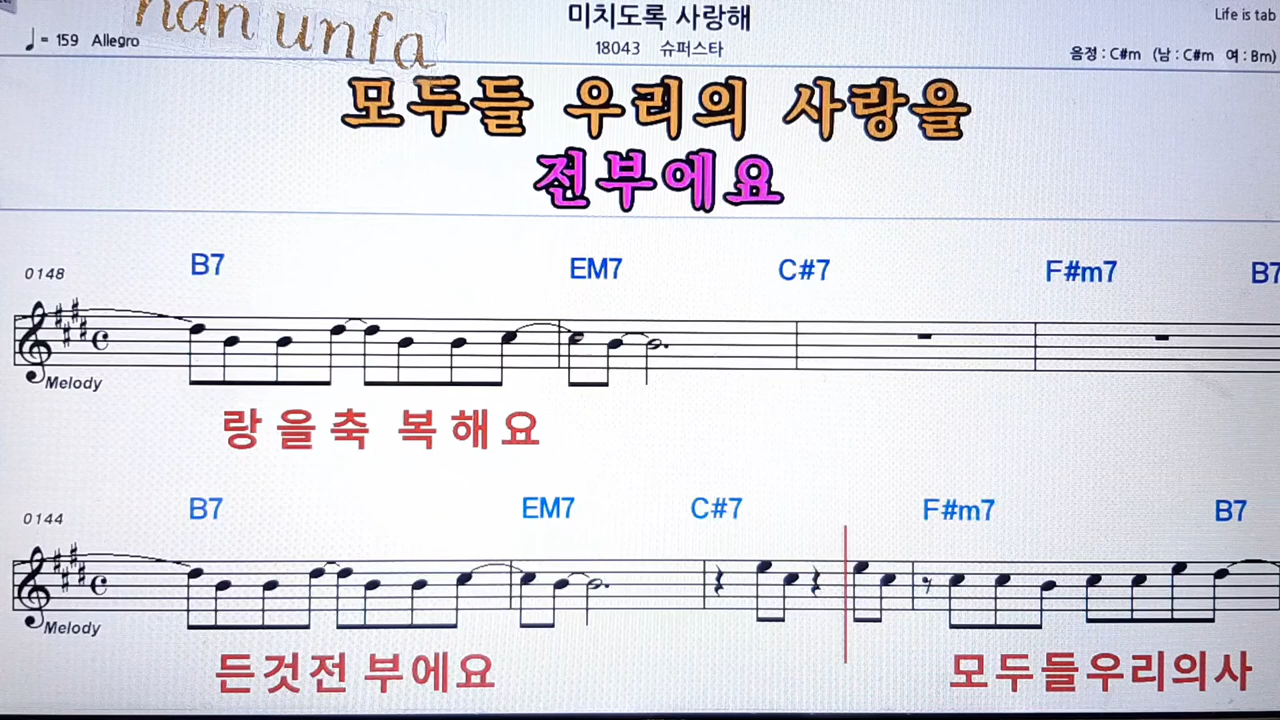 nan unfa
미치도록 사랑해
Life is tab
♩= 159 Allegro
18043 슈퍼스타
음정 : C#m (남 : C#m 여 : Bm)
모두들 우리의 사랑을
전부에요
0148 B7 EM7 C#7 F#m7 B7
Melody
랑 을 축 복 해 요
0144 B7 EM7 C#7 F#m7 B7
Melody
든것전 부에요 모두들우리의사